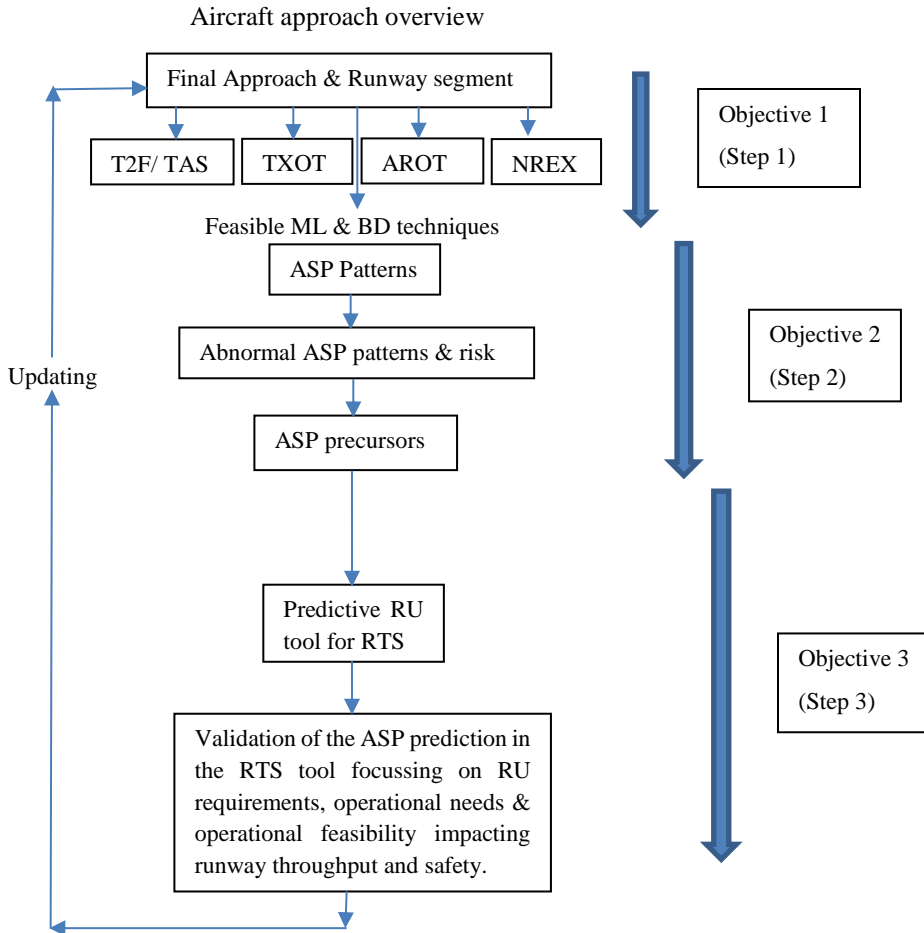 Aircraft approach overview
Final Approach & Runway segment
Objective 1
(Step 1)
T2F/ TAS
TXOT
AROT
NREX
Feasible ML & BD techniques
ASP Patterns
Objective 2
(Step 2)
Abnormal ASP patterns & risk
Updating
ASP precursors
Predictive RU
tool for RTS
Objective 3
(Step 3)
Validation of the ASP prediction in
the RTS tool focussing on RU
requirements, operational needs &
operational feasibility impacting
runway throughput and safety.